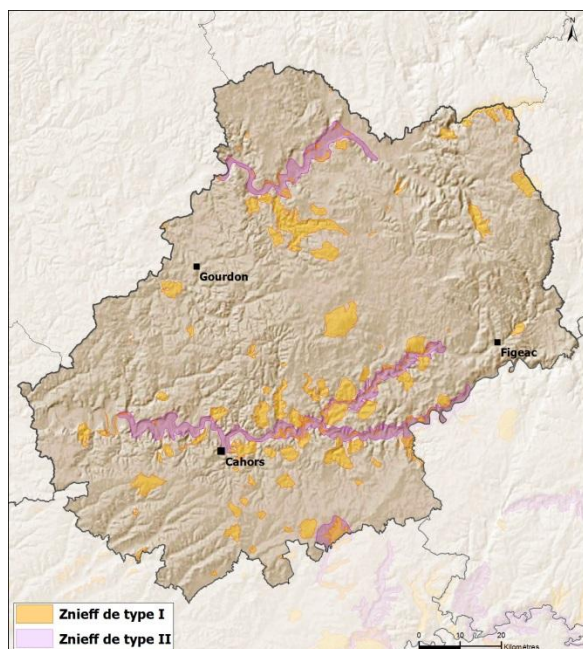 N
Gourdon
Figeac
Cahors
Znieff de type I
Znieff de type II
0 10 20
Kilomètres